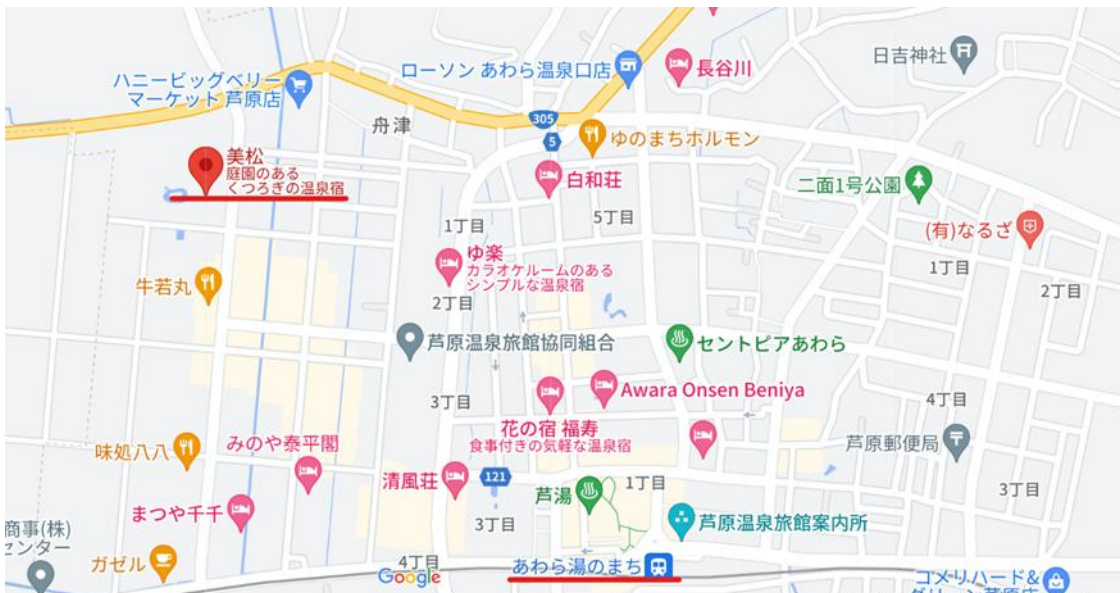 長谷川
日吉神社
ローソン あわら温泉口店
ハニービッグベリー
マーケット 芦原店
305
舟津
5
ゆのまちホルモン
美松
庭園のある
くつろぎの温泉宿
白和荘
二面1号公園
1丁目
5丁目
(有)なるざ
ゆ楽
カラオケルームのある
シンプルな温泉宿
1丁目
牛若丸
2丁目
2丁目
芦原温泉旅館協同組合
セントピアあわら
Awara Onsen Beniya
3丁目
4丁目
花の宿 福寿
食事付きの気軽な温泉宿
みのや泰平閣
味処八八
芦原郵便局
清風荘
121
1丁目
芦湯
3丁目
まつや千千
3丁目
芦原温泉旅館案内所
商事(株)
センター
ガゼル
4丁目
あわら湯のまち
Google
コメリハード&
グリーン芦原店